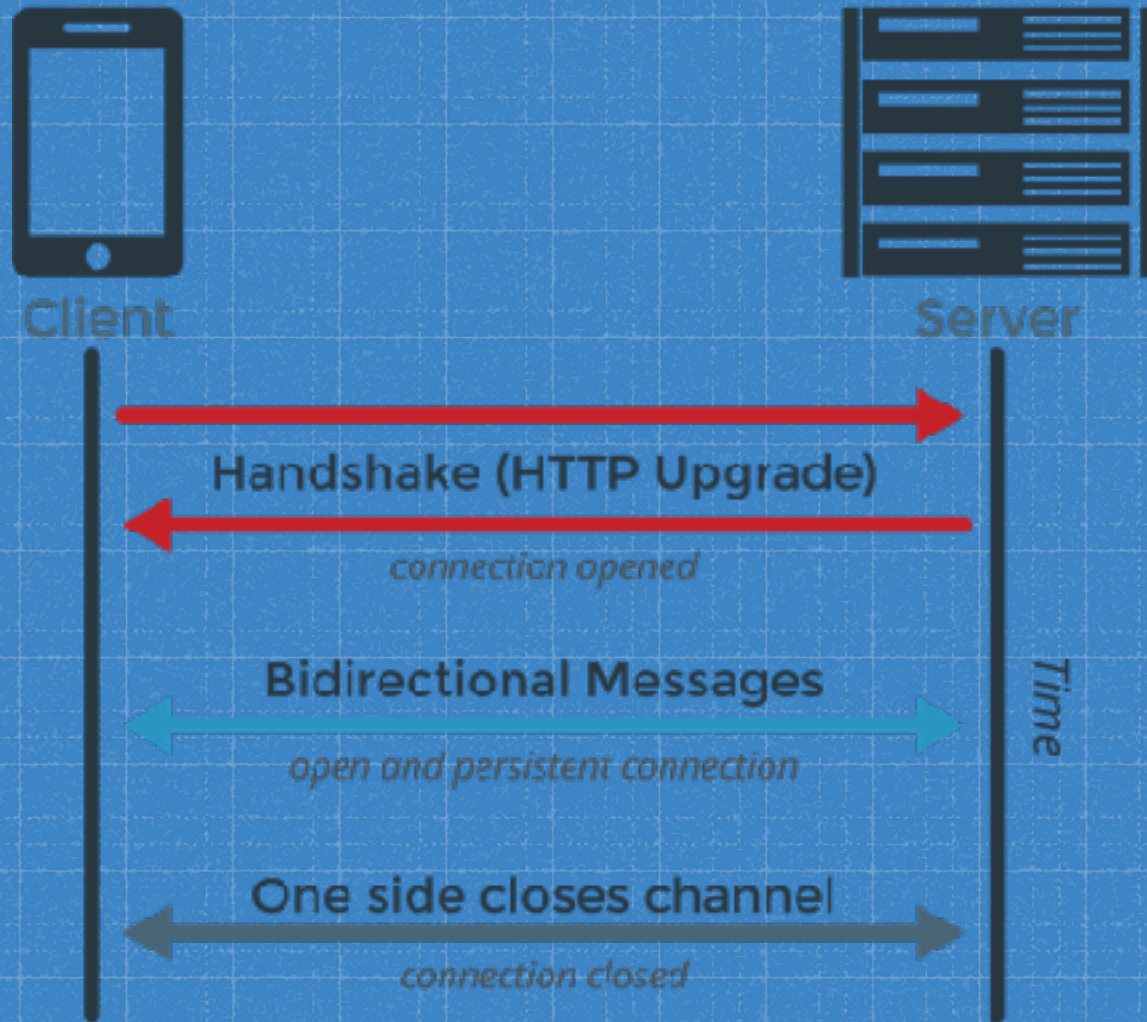 Client
Server
Handshake (HTTP Upgrade)
connection opened
Bidirectional Messages
open and persistent connection
Time
One side closes channel
connection closed